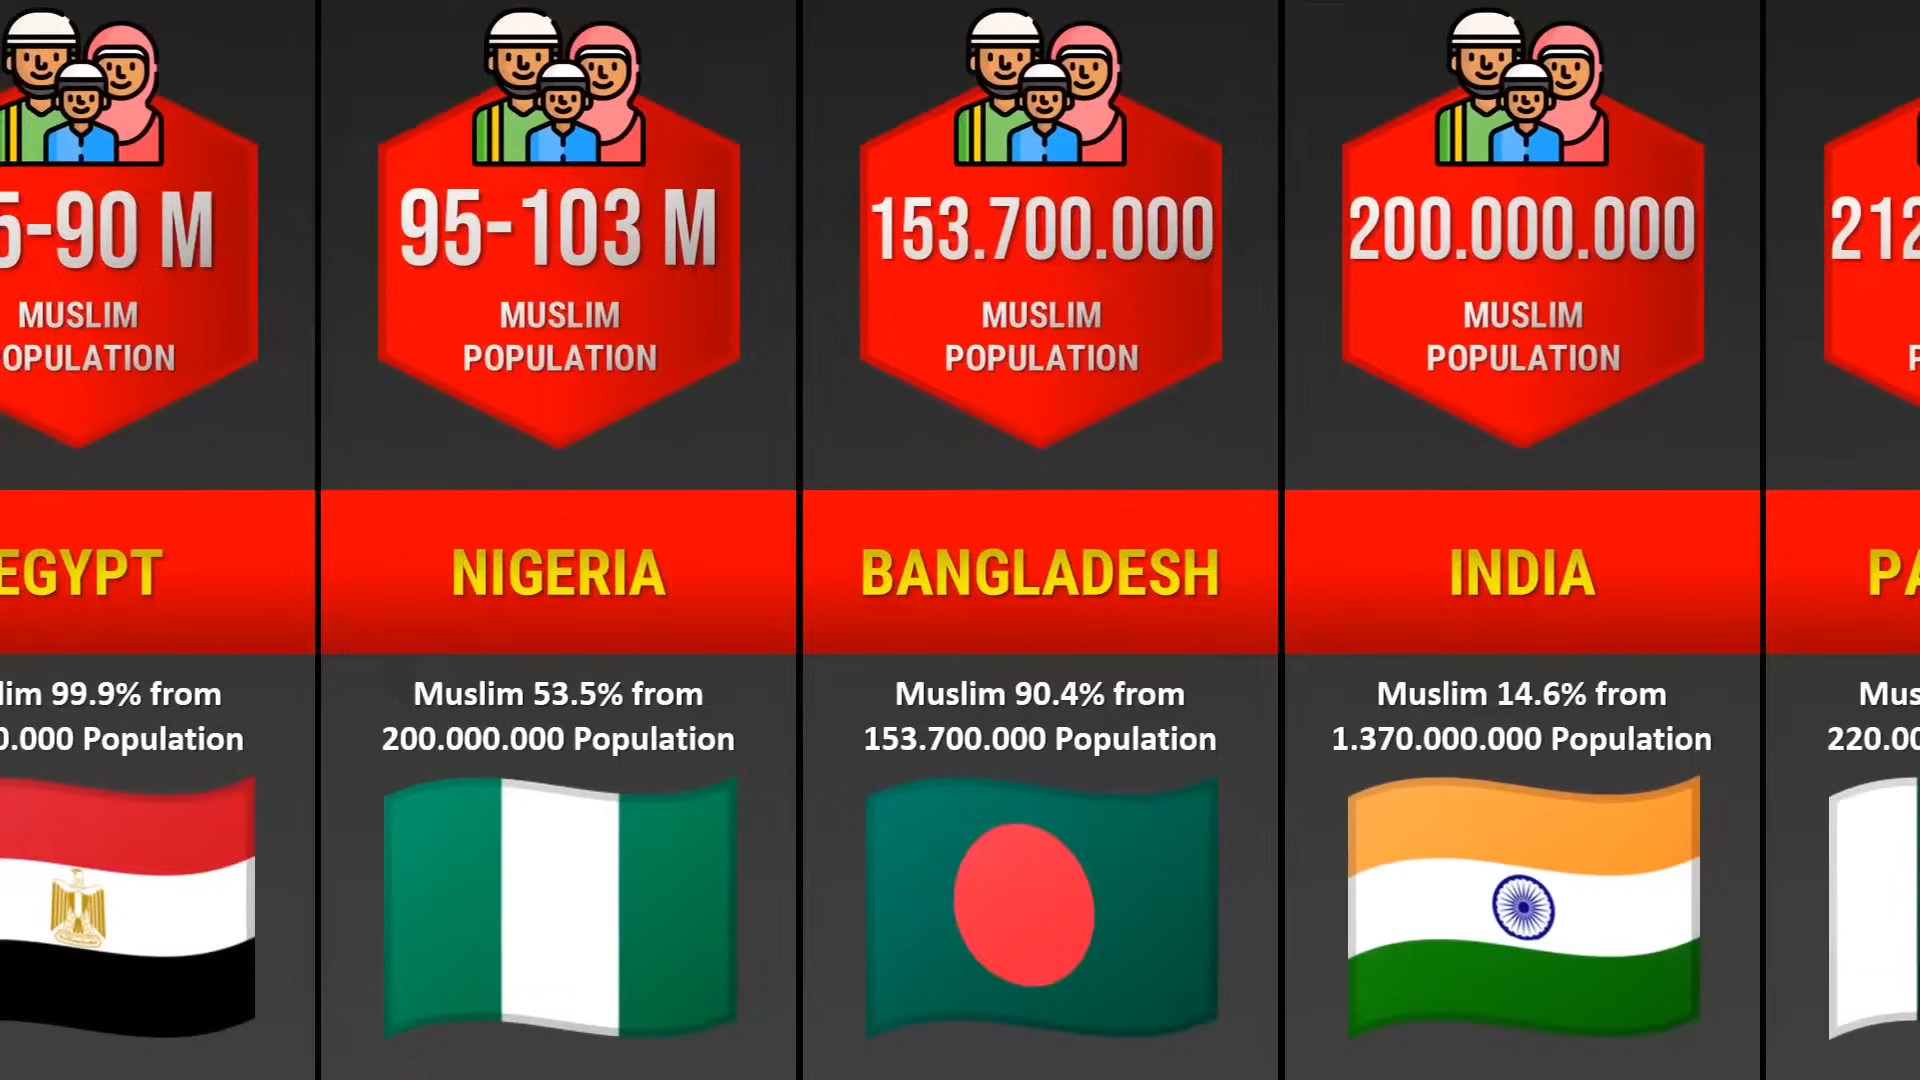 5-90 M
MUSLIM
OPULATION
EGYPT
lim 99.9% from
0.000 Population
95-103 M
MUSLIM
POPULATION
NIGERIA
Muslim 53.5% from
200.000.000 Population
153.700.000
MUSLIM
POPULATION
BANGLADESH
Muslim 90.4% from
153.700.000 Population
200.000.000
MUSLIM
POPULATION
INDIA
Muslim 14.6% from
1.370.000.000 Population
212
P
PA
Mus
220.00